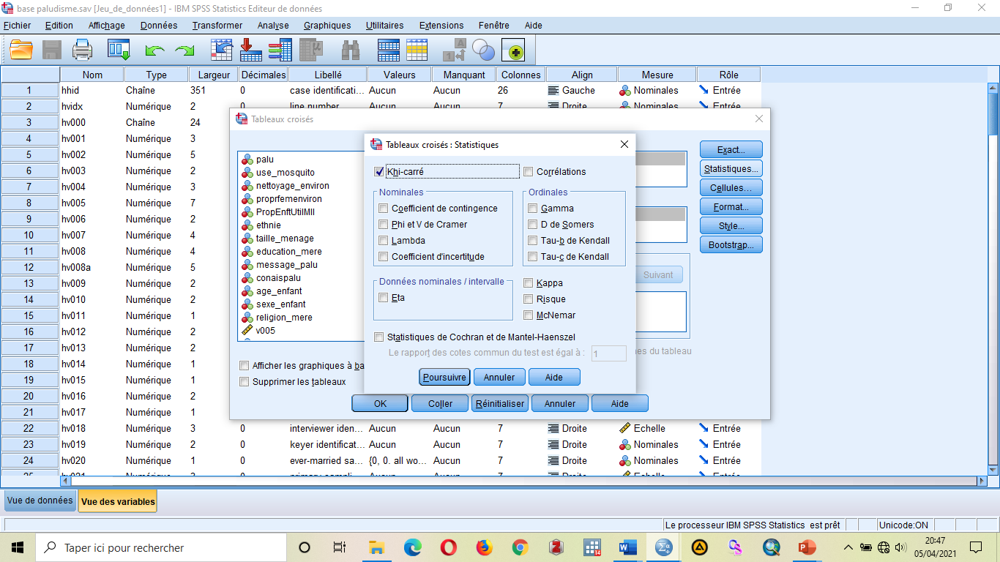 base paludisme.sav [Jeu_de_données1] - IBM SPSS Statistics Editeur de données
Fichier Edition Affichage Données Transformer Analyse Graphiques Utilitaires Extensions Fenêtre Aide
Nom Type Largeur Décimales Libellé Valeurs Manquant Colonnes Align Mesure Rôle
1 hhid Chaîne 351 0 case identificati... Aucun Aucun 26 Gauche Nominales Entrée
2 hvidx Numérique 2 line number Aucun Aucun 7 Droite Nominales Entrée
3 hv000 Chaîne 24
4 hv001 Numérique 3
5 hv002 Numérique 5
6 hv003 Numérique 2
7 hv004 Numérique 3
8 hv005 Numérique 7
9 hv006 Numérique 2
10 hv007 Numérique 4
11 hv008 Numérique 4
12 hv008a Numérique 5
13 hv009 Numérique 2
14 hv010 Numérique 2
15 hv011 Numérique 1
16 hv012 Numérique 2
17 hv013 Numérique 2
18 hv014 Numérique 1
19 hv015 Numérique 1
20 hv016 Numérique 2
21 hv017 Numérique 1
22 hv018 Numérique 3 0 interviewer iden... Aucun Aucun 7 Droite Echelle Entrée
23 hv019 Numérique 2 0 keyer identificat... Aucun Aucun 7 Droite Nominales Entrée
24 hv020 Numérique 1 0 ever-married sa... {0, 0. all wo... Aucun 7 Droite Nominales Entrée
Tableaux croisés
palu
use_mosquito
nettoyage_environ
proprfemenviron
PropEnftUtilMII
ethnie
taille_menage
education_mere
message_palu
conaispalu
age_enfant
sexe_enfant
religion_mere
v005
Exact...
Statistiques...
Cellules...
Format...
Style...
Bootstrap...
Suivant
nes du tableau
Afficher les graphiques à ba
Supprimer les tableaux
OK Coller Réinitialiser Annuler Aide
Tableaux croisés : Statistiques
Khi-carré Corrélations
Nominales
Coefficient de contingence
Phi et V de Cramer
Lambda
Coefficient d'incertitude
Ordinales
Gamma
D de Somers
Tau-b de Kendall
Tau-c de Kendall
Données nominales / intervalle
Eta
Kappa
Risque
McNemar
Statistiques de Cochran et de Mantel-Haenszel
Le rapport des cotes commun du test est égal à : 1
Poursuivre Annuler Aide
Vue de données Vue des variables
Le processeur IBM SPSS Statistics est prêt Unicode:ON
Taper ici pour rechercher
20:47
05/04/2021